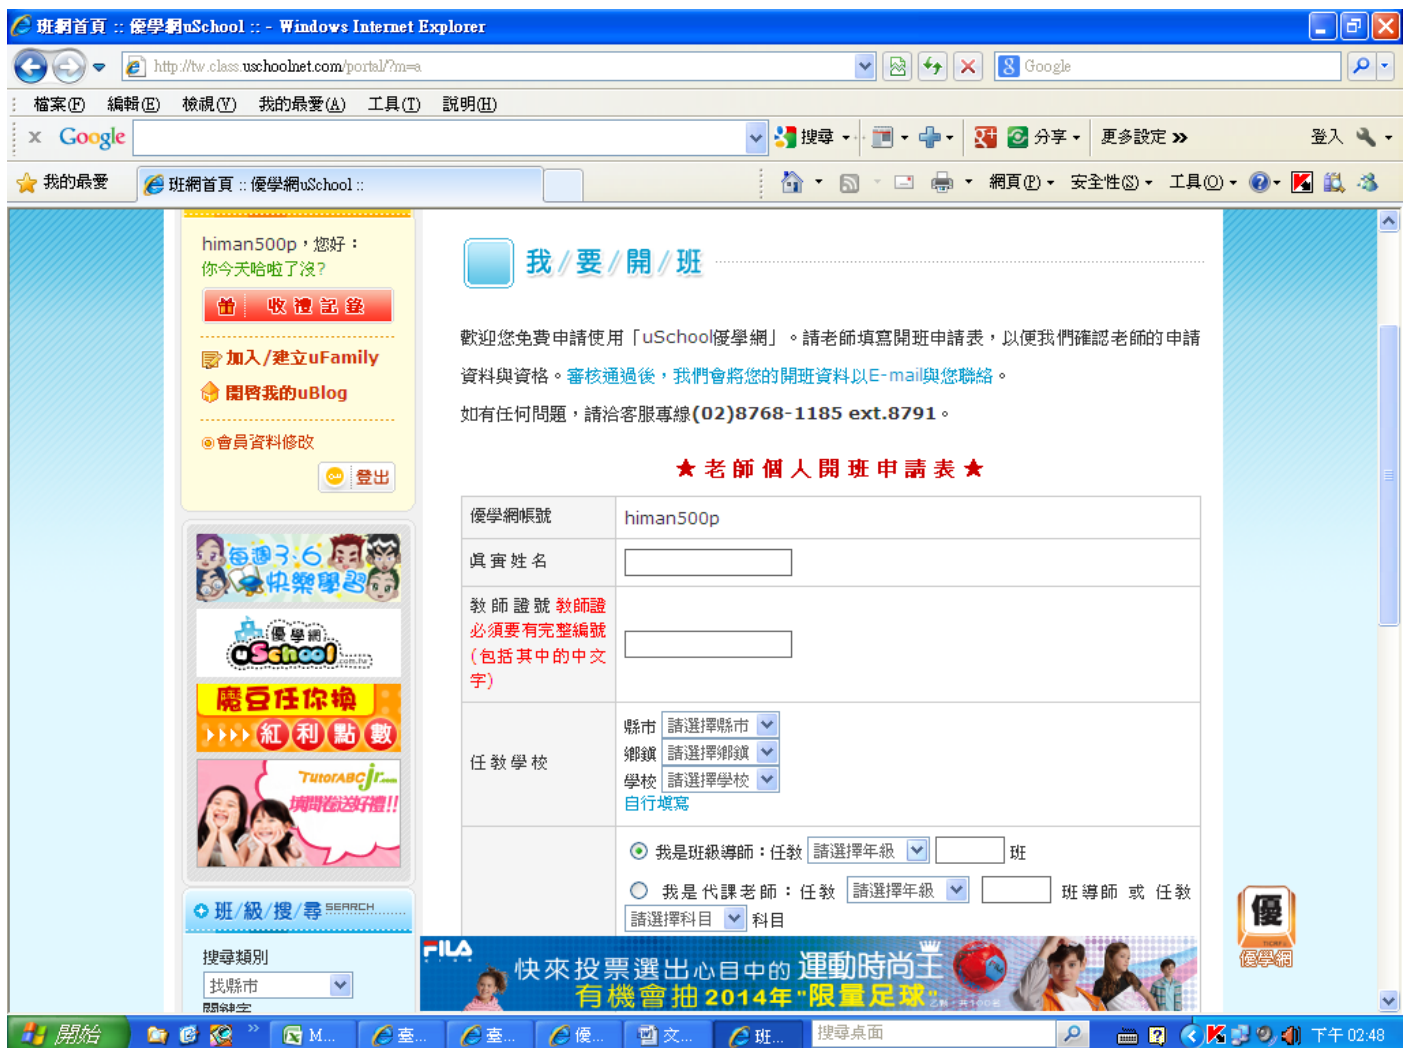 班網首頁 :: 優學網uSchool :: - Windows Internet Explorer
http://tw.class.uschoolnet.com/portal/?m=a
Google
檔案(F) 編輯(E) 檢視(V) 我的最愛(A) 工具(T) 說明(H)
x Google 搜尋 分享 更多設定 » 登入
我的最愛 班網首頁 :: 優學網uSchool :: 網頁(P) 安全性(S) 工具(O)
himan500p,您好:
你今天哈啦了沒?
收禮記錄
加入/建立uFamily
開啓我的uBlog
會員資料修改
登出
每週3、6
快樂學習
優學網
uSchool.com.tw
魔豆任你換
紅利點數
TUTORABCjr
填問卷送好禮!!
班/級/搜/尋 SEARCH
搜尋類別
找縣市
關鍵字
我/要/開/班
歡迎您免費申請使用「uSchool優學網」。請老師填寫開班申請表,以便我們確認老師的申請
資料與資格。審核通過後,我們會將您的開班資料以E-mail與您聯絡。
如有任何問題,請洽客服專線(02)8768-1185 ext.8791。
★老師個人開班申請表★
優學網帳號 himan500p
真實姓名
教師證號 教師證
必須要有完整編號
(包括其中的中文
字)
任教學校
縣市 請選擇縣市
鄉鎮 請選擇鄉鎮
學校 請選擇學校
自行填寫
我是班級導師:任教 請選擇年級 班
我是代課老師:任教 請選擇年級 班導師 或 任教
請選擇科目 科目
FILA
快來投票選出心目中的運動時尚王
有機會抽2014年"限量足球"
優
優學網
開始 M... 臺... 臺... 優... 文... 班... 搜尋桌面 下午 02:48